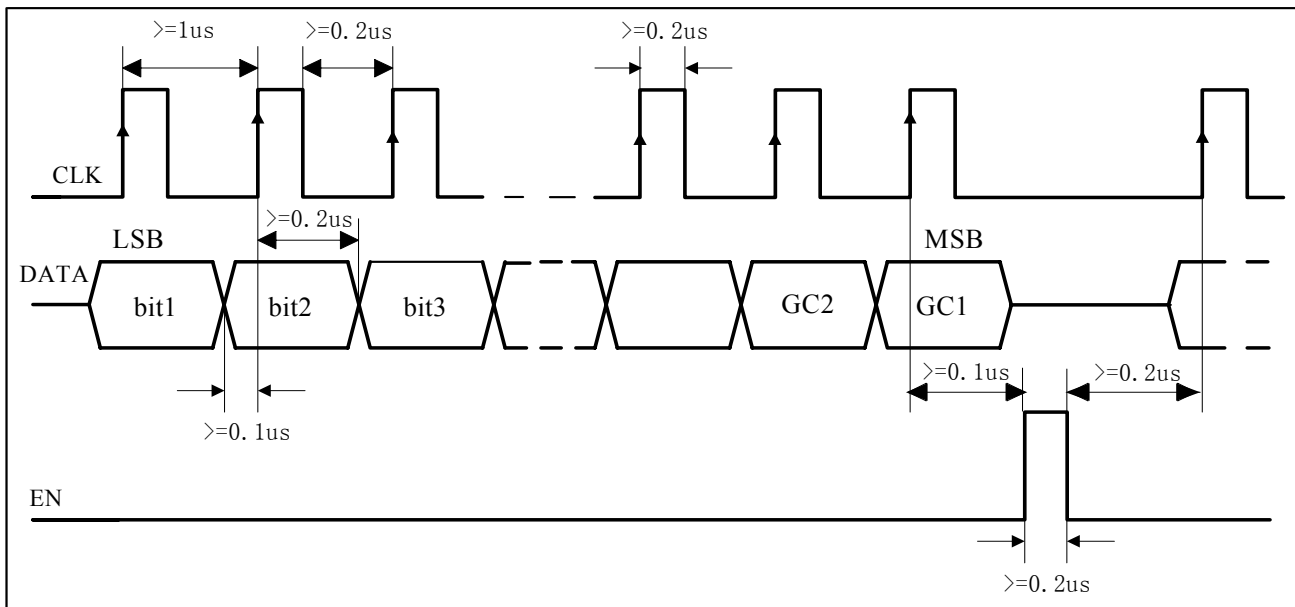 >=1us
>=0.2us
>=0.2us
CLK
>=0.2us
LSB
MSB
DATA
bit1
bit2
bit3
GC2
GC1
>=0.1us
>=0.2us
>=0.1us
EN
>=0.2us